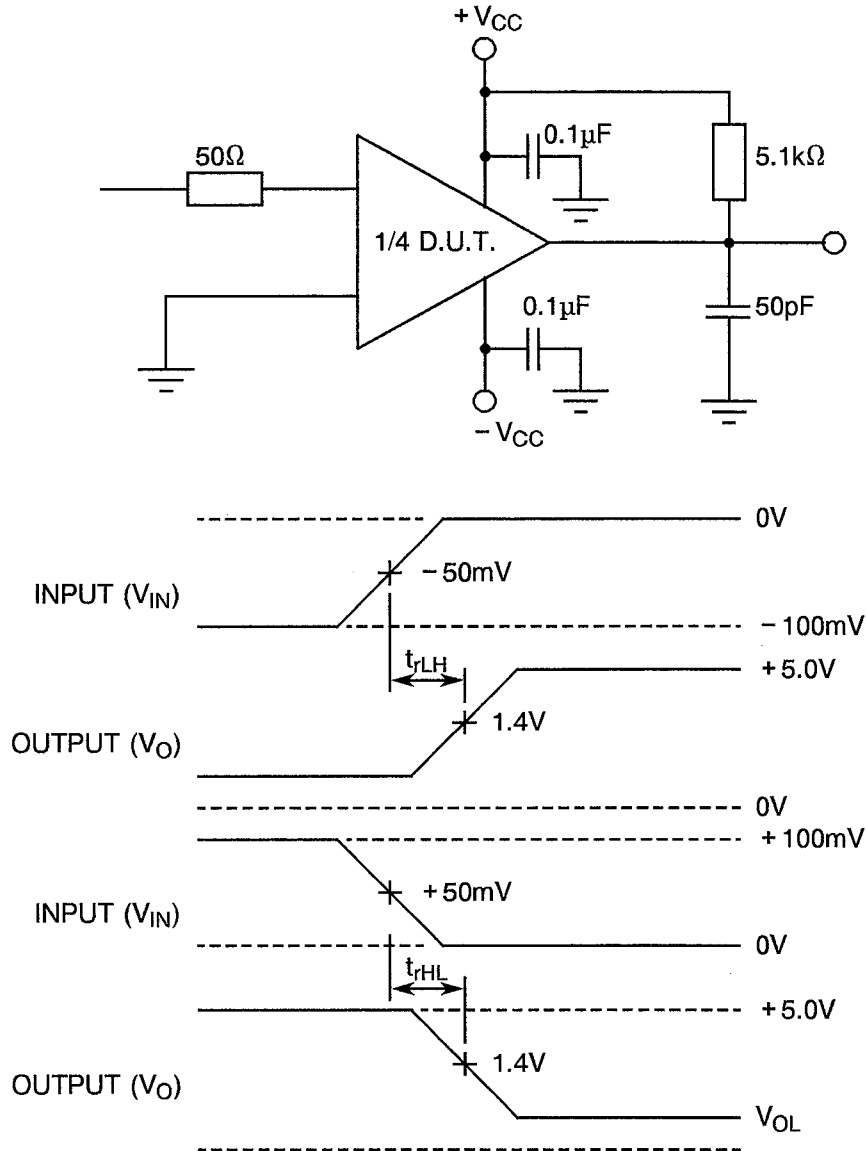 +VCC
0.1µF
50Ω
5.1kΩ
1/4 D.U.T.
0.1µF
50pF
−VCC
0V
−50mV
INPUT (VIN)
−100mV
trLH
+5.0V
1.4V
OUTPUT (VO)
0V
+100mV
+50mV
INPUT (VIN)
0V
trHL
+5.0V
1.4V
OUTPUT (VO)
VOL